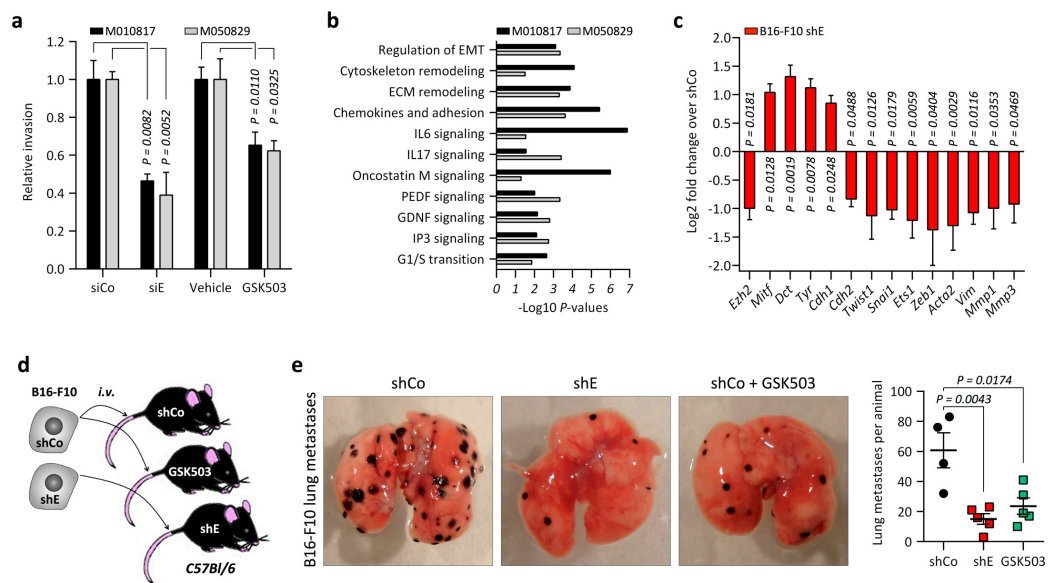 a
M010817
M050829
Relative invasion
1.2
1.0
0.8
0.6
0.4
0.2
0.0
P = 0.0082
P = 0.0052
P = 0.0110
P = 0.0325
siCo
siE
Vehicle
GSK503
b
M010817 M050829
Regulation of EMT
Cytoskeleton remodeling
ECM remodeling
Chemokines and adhesion
IL6 signaling
IL17 signaling
Oncostatin M signaling
PEDF signaling
GDNF signaling
IP3 signaling
G1/S transition
0 1 2 3 4 5 6 7
-Log10 P-values
c
B16-F10 shE
Log2 fold change over shCo
2.0
1.5
1.0
0.5
0.0
-0.5
-1.0
-1.5
-2.0
P = 0.0181
P = 0.0128
P = 0.0019
P = 0.0078
P = 0.0248
P = 0.0488
P = 0.0126
P = 0.0179
P = 0.0059
P = 0.0404
P = 0.0029
P = 0.0116
P = 0.0353
P = 0.0469
Ezh2
Mitf
Dct
Tyr
Cdh1
Cdh2
Twist1
Snai1
Ets1
Zeb1
Acta2
Vim
Mmp1
Mmp3
d
B16-F10
i.v.
shCo
shCo
GSK503
shE
shE
C57Bl/6
e
B16-F10 lung metastases
shCo
shE
shCo + GSK503
Lung metastases per animal
100
80
60
40
20
0
P = 0.0174
P = 0.0043
shCo
shE
GSK503